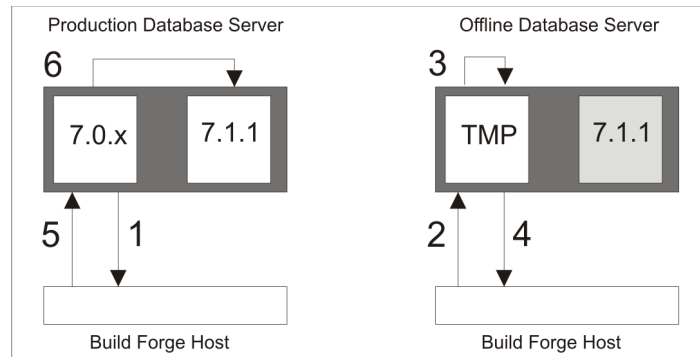 Production Database Server
Offline Database Server
6
3
7.0.x
7.1.1
TMP
7.1.1
5
1
2
4
Build Forge Host
Build Forge Host